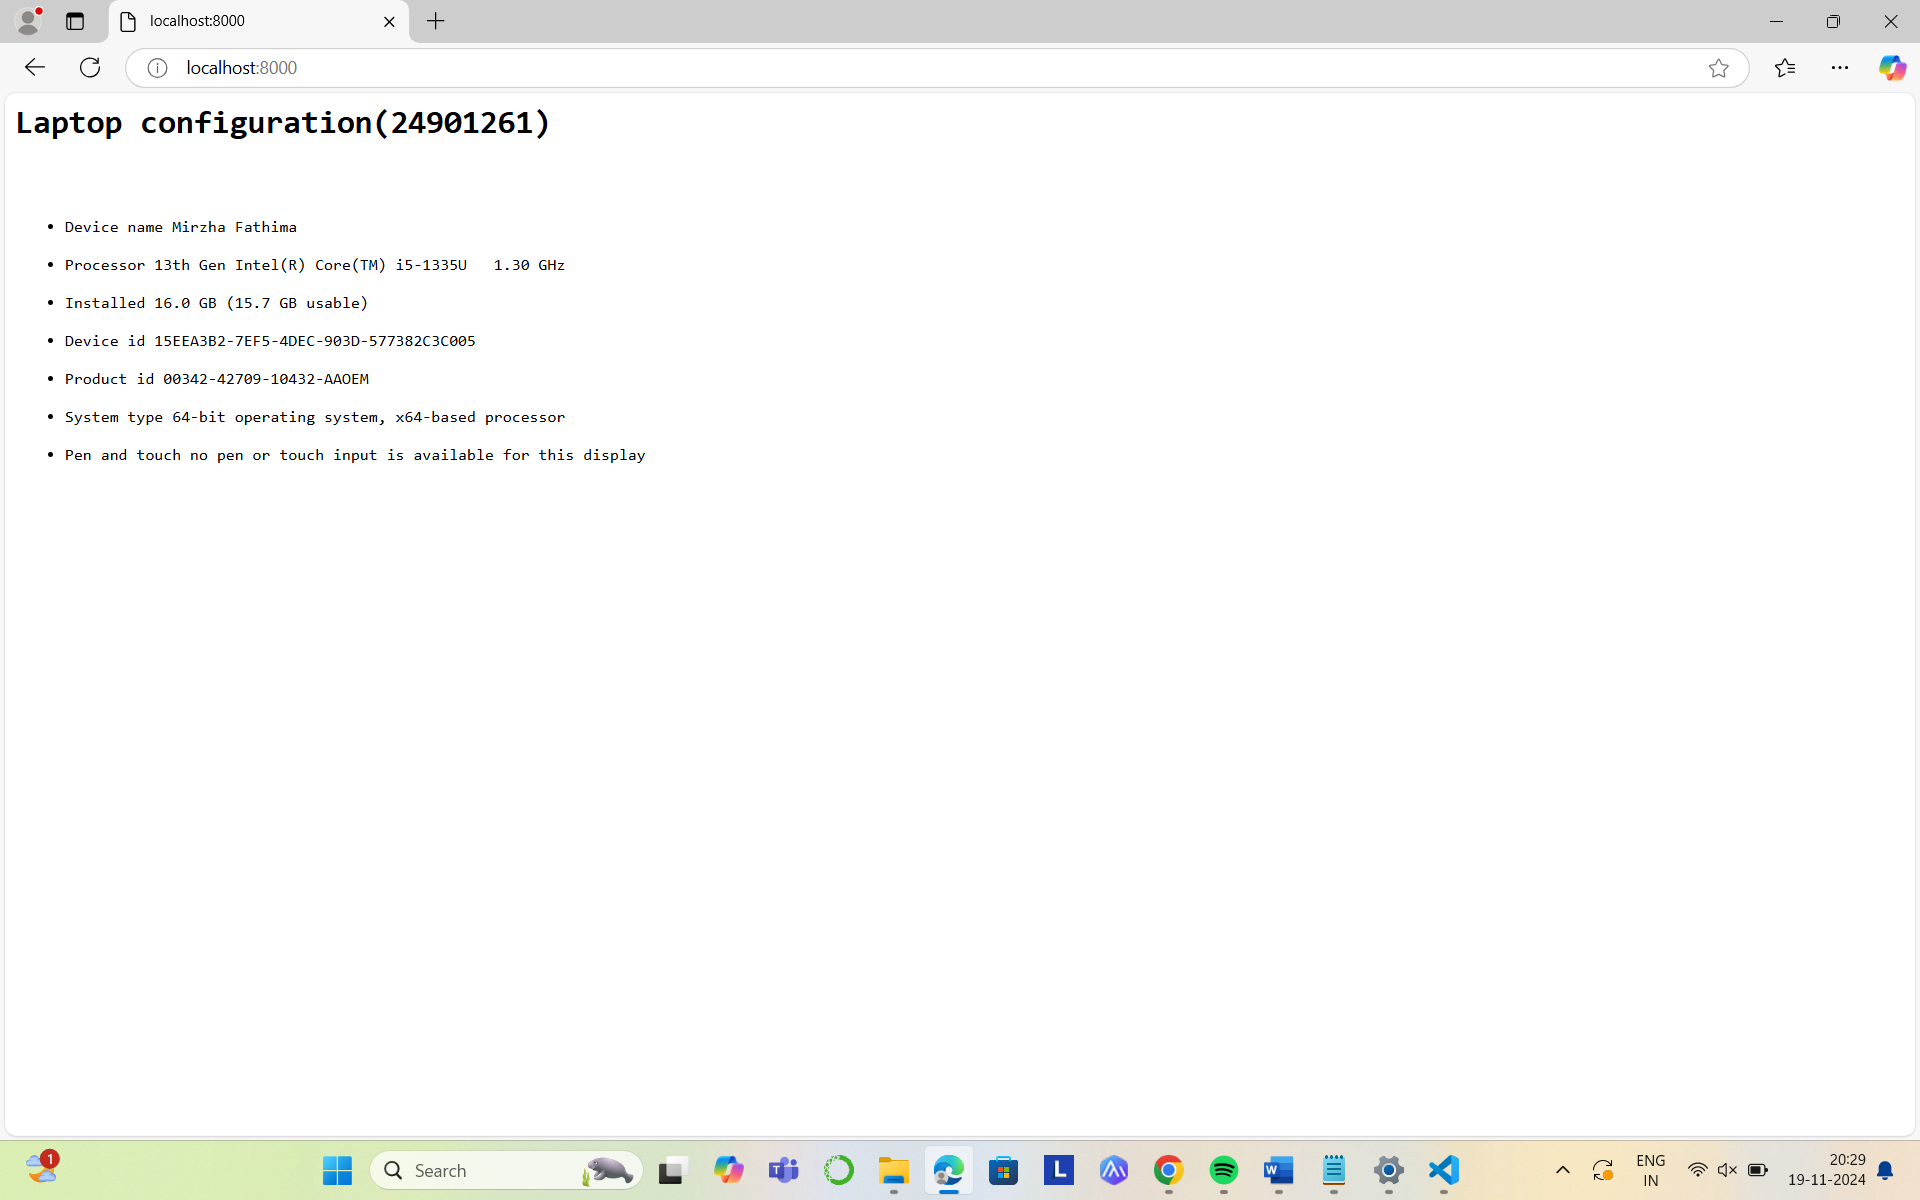 localhost:8000
localhost:8000
Laptop configuration(24901261)
• Device name Mirzha Fathima
• Processor 13th Gen Intel(R) Core(TM) i5-1335U   1.30 GHz
• Installed 16.0 GB (15.7 GB usable)
• Device id 15EEA3B2-7EF5-4DEC-903D-577382C3C005
• Product id 00342-42709-10432-AAOEM
• System type 64-bit operating system, x64-based processor
• Pen and touch no pen or touch input is available for this display
1
Search
T
L
W
ENG
IN
20:29
19-11-2024